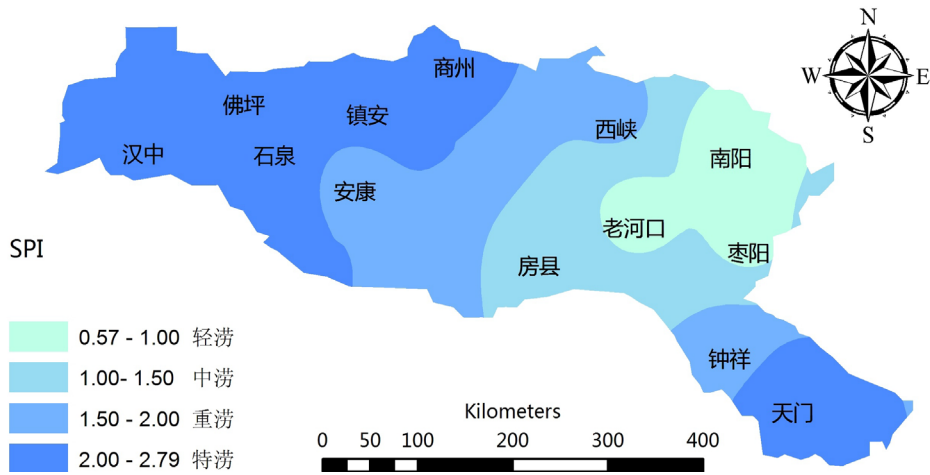 N
W E
S
商州
佛坪
镇安
西峡
汉中
石泉
南阳
安康
老河口
枣阳
房县
钟祥
天门
SPI
0.57 - 1.00 轻涝
1.00- 1.50 中涝
1.50 - 2.00 重涝
2.00 - 2.79 特涝
Kilometers
0 50 100 200 300 400